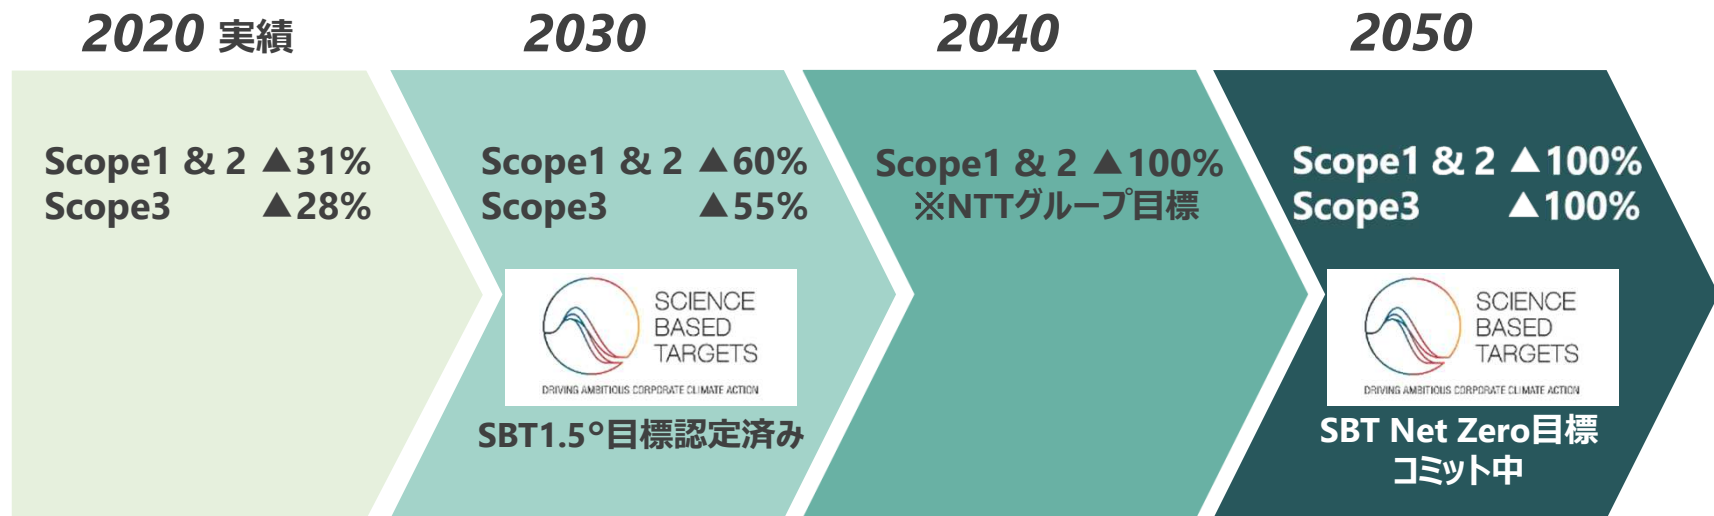 2020 実績
Scope1 & 2 ▲31%
Scope3 ▲28%
2030
Scope1 & 2 ▲60%
Scope3 ▲55%
SCIENCE
BASED
TARGETS
DRIVING AMBITIOUS CORPORATE CLIMATE ACTION
SBT1.5°目標認定済み
2040
Scope1 & 2 ▲100%
※NTTグループ目標
2050
Scope1 & 2 ▲100%
Scope3 ▲100%
SCIENCE
BASED
TARGETS
DRIVING AMBITIOUS CORPORATE CLIMATE ACTION
SBT Net Zero目標
コミット中